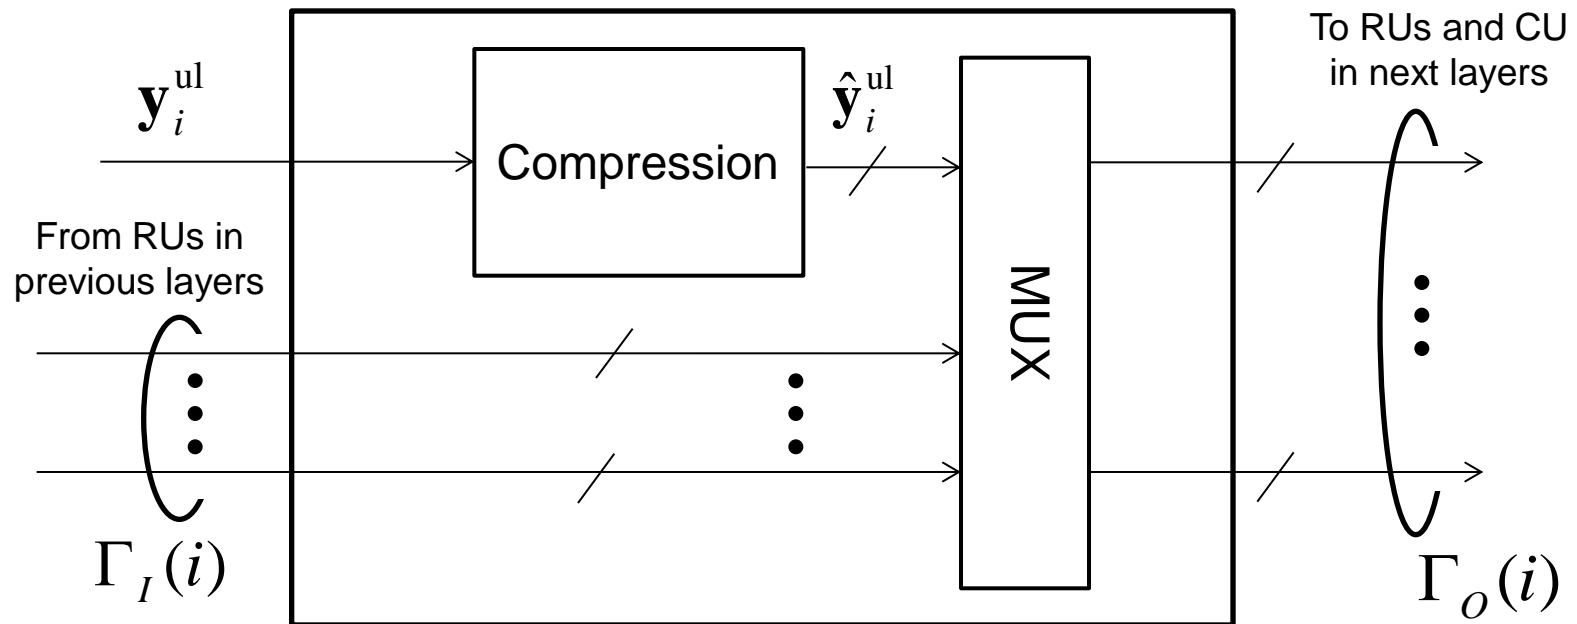 To RUs and CU
in next layers
y_i^ul
ŷ_i^ul
Compression
From RUs in
previous layers
MUX
Γ_I(i)
Γ_O(i)